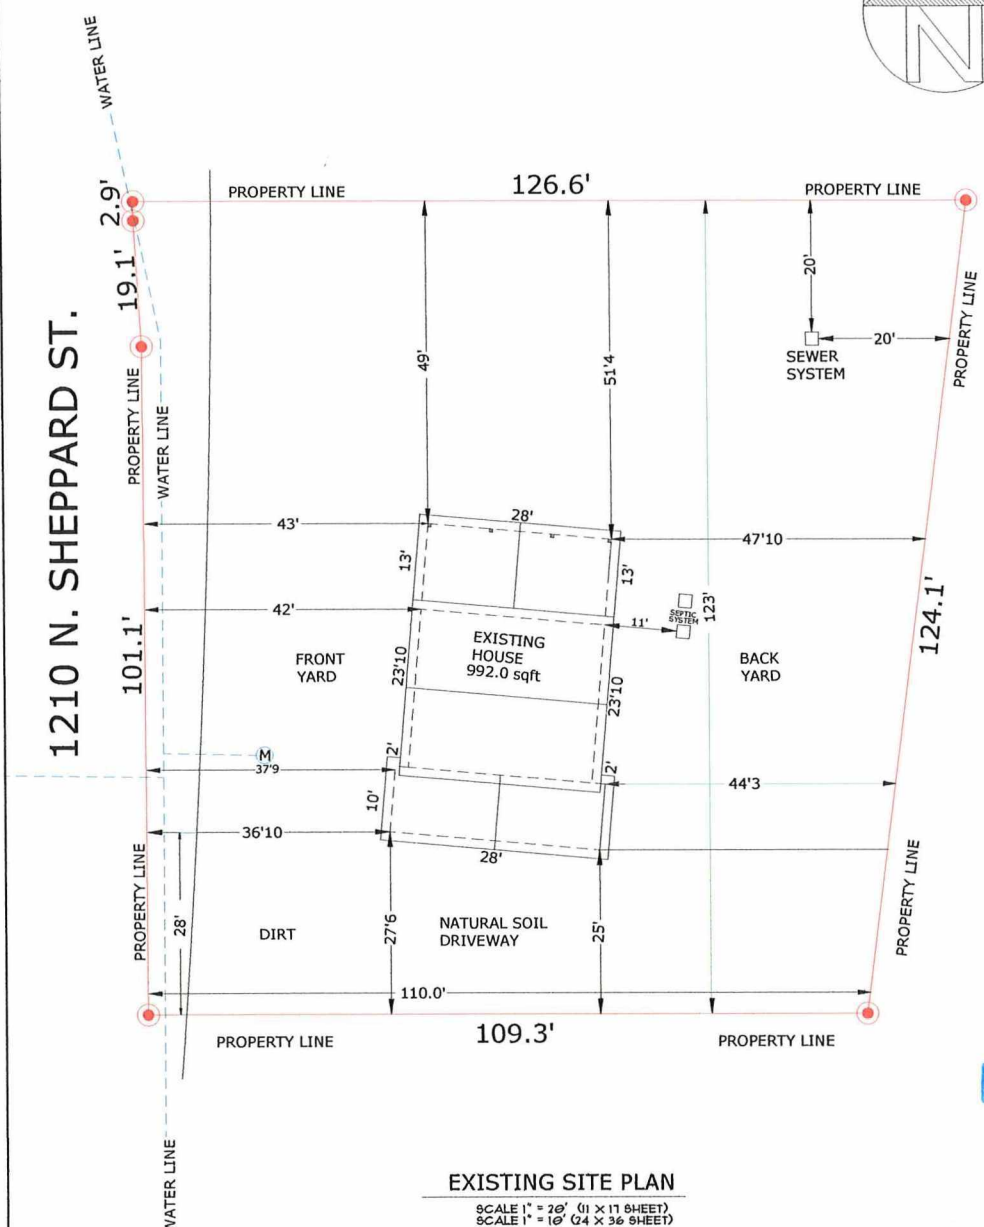 N
WATER LINE
2.9'
PROPERTY LINE
126.6'
PROPERTY LINE
19.1'
20'
PROPERTY LINE
49'
51'4
20'
SEWER
SYSTEM
1210 N. SHEPPARD ST.
PROPERTY LINE
WATER LINE
43'
28'
47'10
13'
13'
123'
124.1'
42'
11'
SEPTIC
SYSTEM
101.1'
EXISTING
HOUSE
992.0 sqft
FRONT
YARD
BACK
YARD
23'10
23'10
M
37'9
2'
2'
44'3
10'
36'10
28'
PROPERTY LINE
PROPERTY LINE
28'
DIRT
27'6
NATURAL SOIL
DRIVEWAY
25'
110.0'
PROPERTY LINE
109.3'
PROPERTY LINE
WATER LINE
EXISTING SITE PLAN
SCALE 1" = 20' (11 X 17 SHEET)
SCALE 1" = 10' (24 X 36 SHEET)